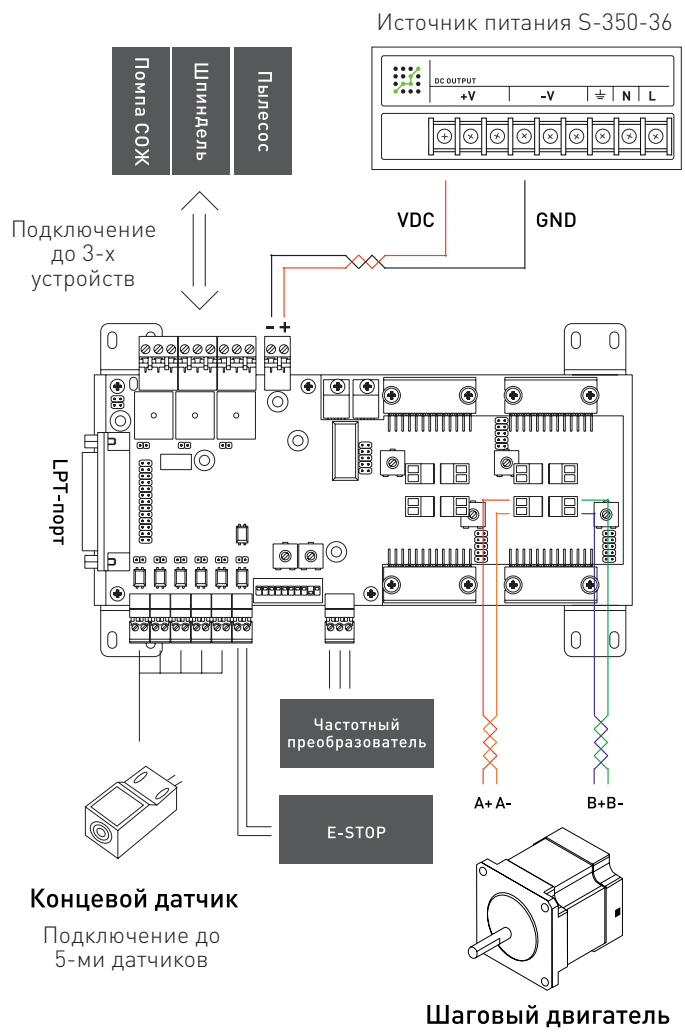 Источник питания S-350-36
DC OUTPUT
+V -V N L
Помпа СОЖ
Шпиндель
Пылесос
VDC
GND
Подключение
до 3-х
устройств
- +
LPT-порт
Частотный
преобразователь
A+ A-
B+ B-
E-STOP
Концевой датчик
Подключение до
5-ми датчиков
Шаговый двигатель